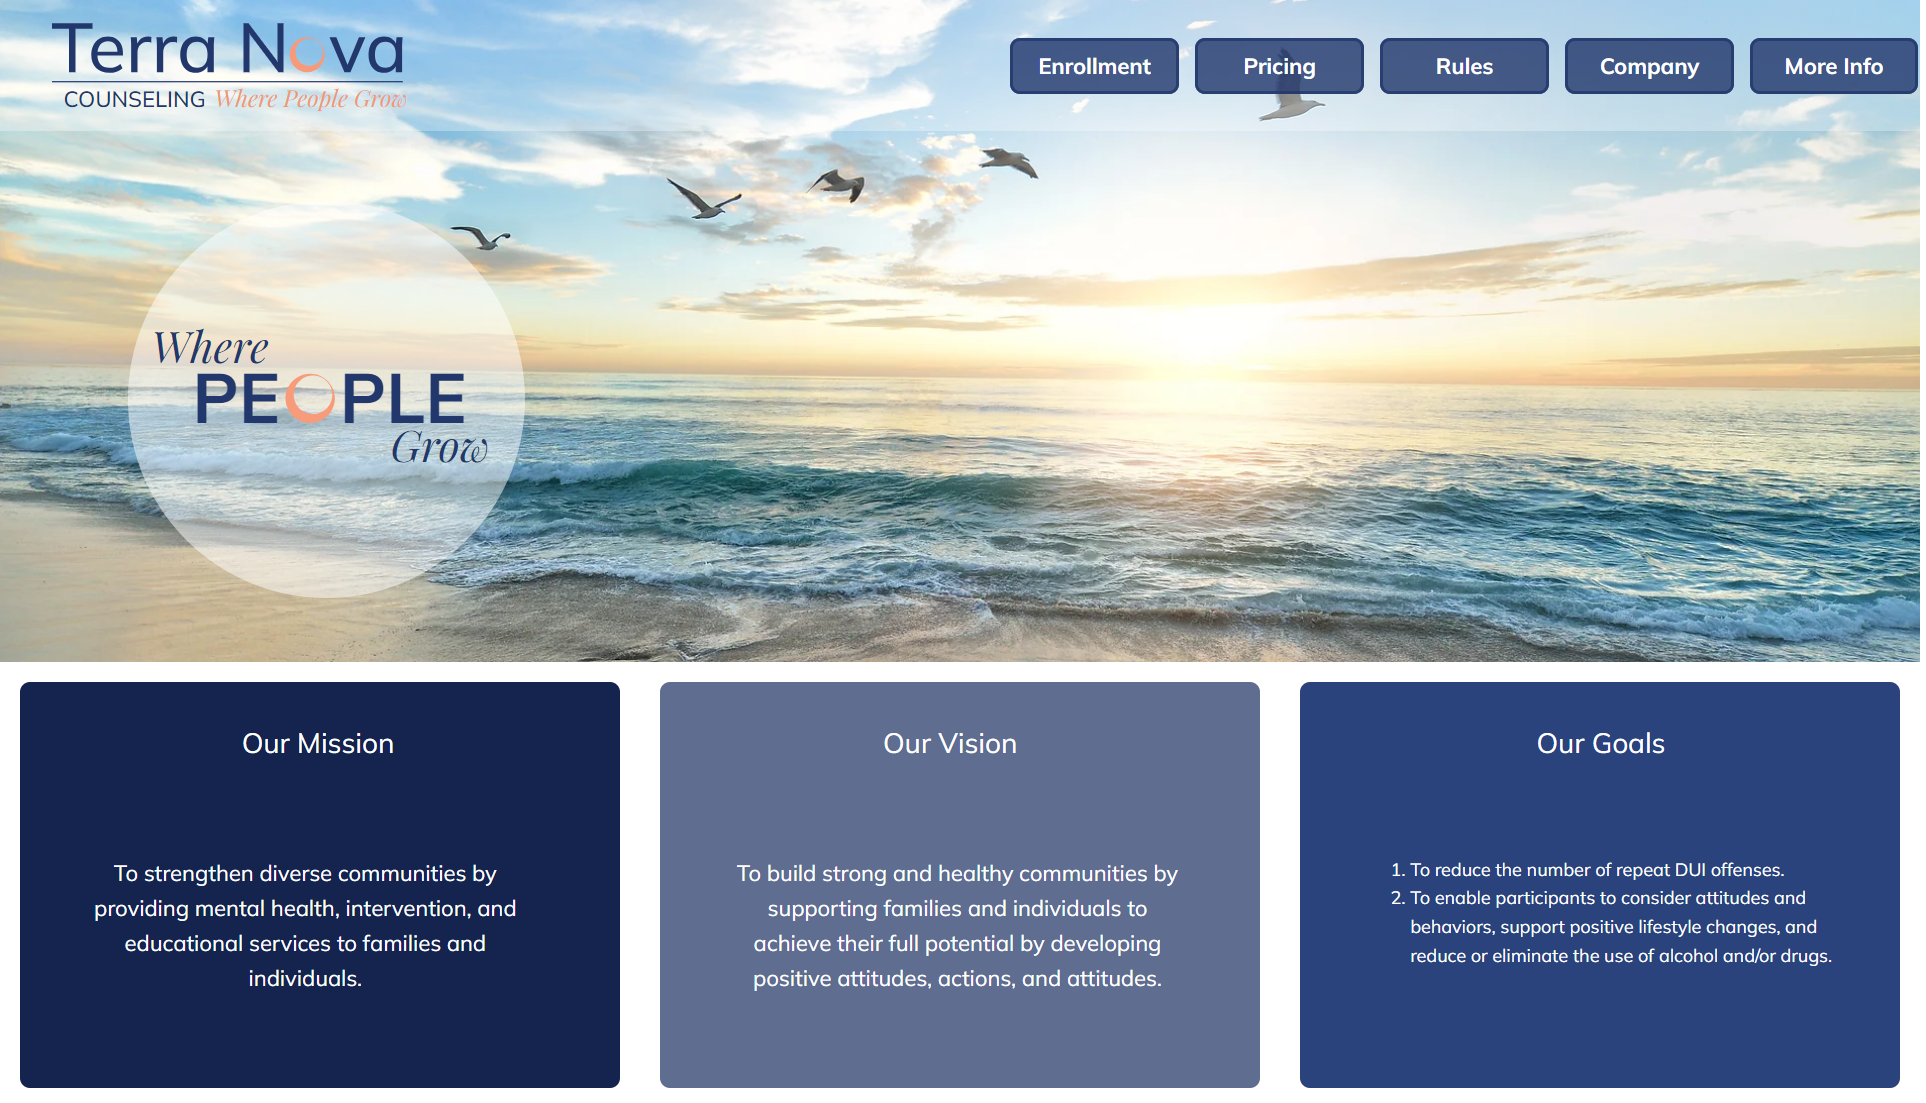 Terra Nova
COUNSELING Where People Grow
Enrollment
Pricing
Rules
Company
More Info
Where
PEOPLE
Grow
Our Mission
To strengthen diverse communities by
providing mental health, intervention, and
educational services to families and
individuals.
Our Vision
To build strong and healthy communities by
supporting families and individuals to
achieve their full potential by developing
positive attitudes, actions, and attitudes.
Our Goals
1. To reduce the number of repeat DUI offenses.
2. To enable participants to consider attitudes and
behaviors, support positive lifestyle changes, and
reduce or eliminate the use of alcohol and/or drugs.